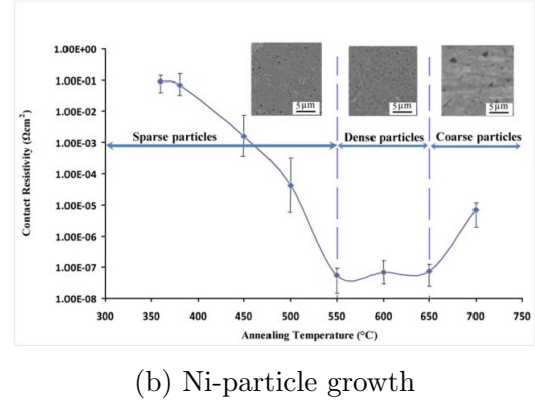 5µm
5µm
5µm
Sparse particles
Dense particles
Coarse particles
Contact Resistivity (Ωcm²)
1.00E+00
1.00E-01
1.00E-02
1.00E-03
1.00E-04
1.00E-05
1.00E-06
1.00E-07
1.00E-08
300 350 400 450 500 550 600 650 700 750
Annealing Temperature (°C)
(b) Ni-particle growth